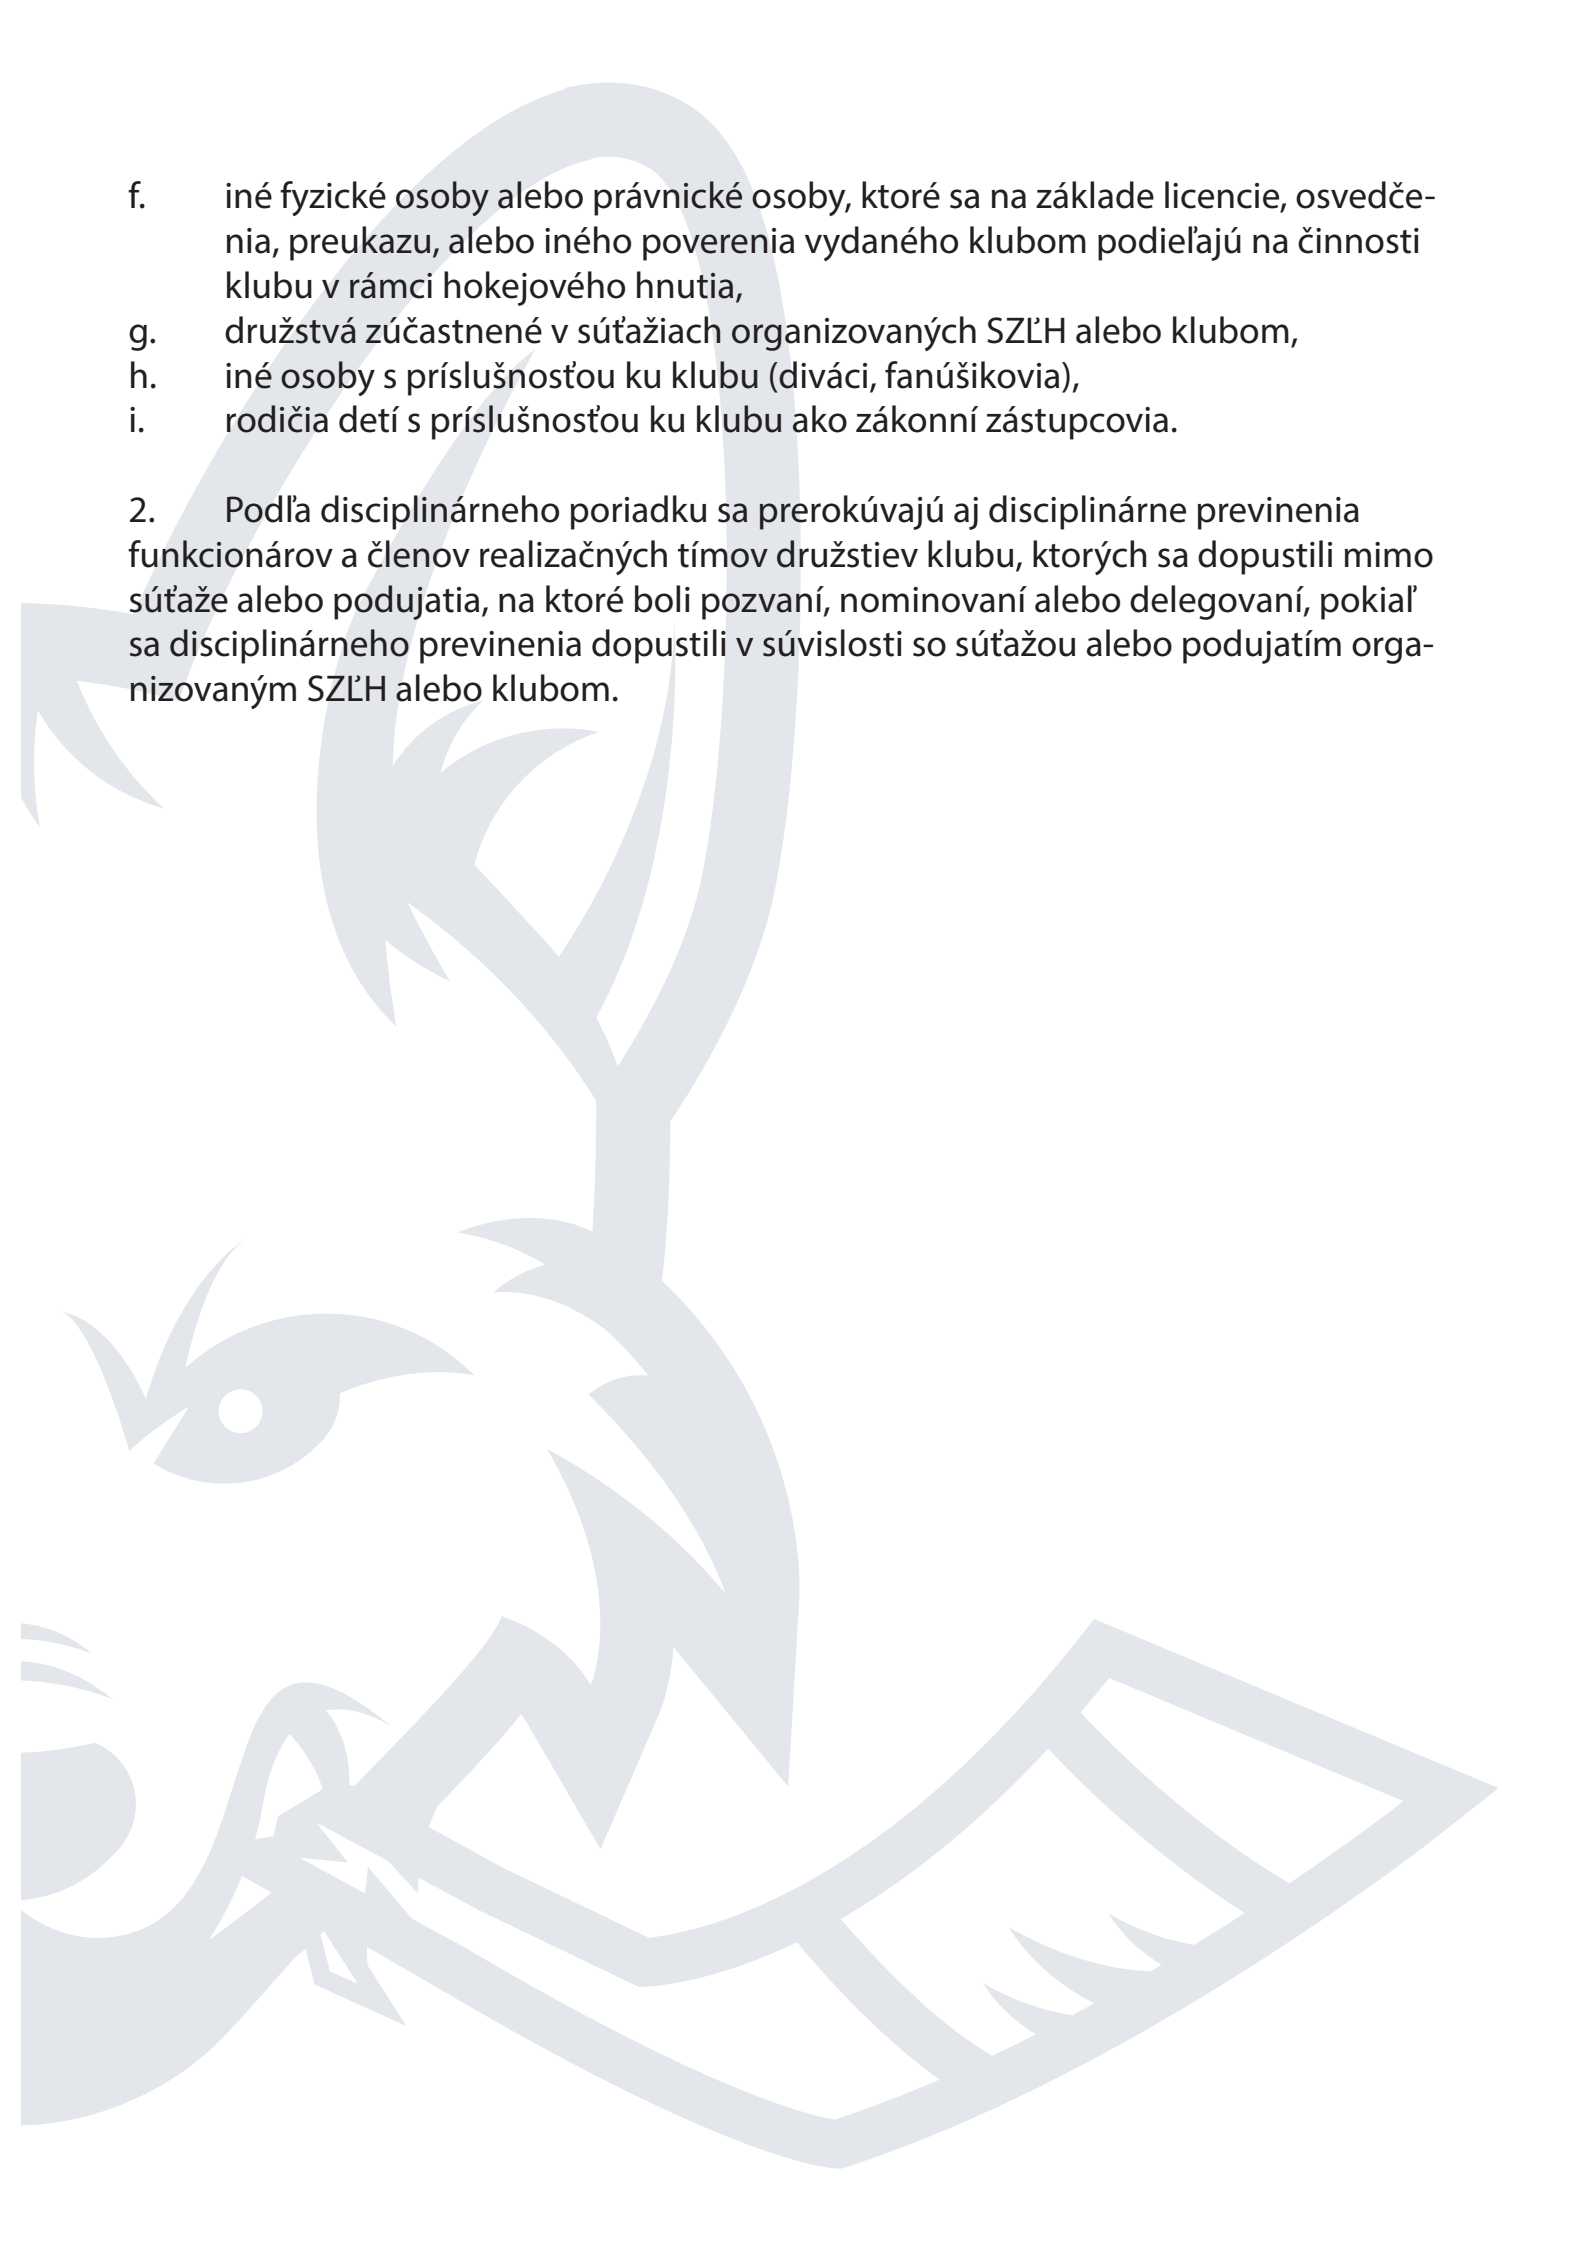 f. iné fyzické osoby alebo právnické osoby, ktoré sa na základe licencie, osvedče-
nia, preukazu, alebo iného poverenia vydaného klubom podieľajú na činnosti
klubu v rámci hokejového hnutia,
g. družstvá zúčastnené v súťažiach organizovaných SZĽH alebo klubom,
h. iné osoby s príslušnosťou ku klubu (diváci, fanúšikovia),
i. rodičia detí s príslušnosťou ku klubu ako zákonní zástupcovia.
2. Podľa disciplinárneho poriadku sa prerokúvajú aj disciplinárne previnenia
funkcionárov a členov realizačných tímov družstiev klubu, ktorých sa dopustili mimo
súťaže alebo podujatia, na ktoré boli pozvaní, nominovaní alebo delegovaní, pokiaľ
sa disciplinárneho previnenia dopustili v súvislosti so súťažou alebo podujatím orga-
nizovaným SZĽH alebo klubom.